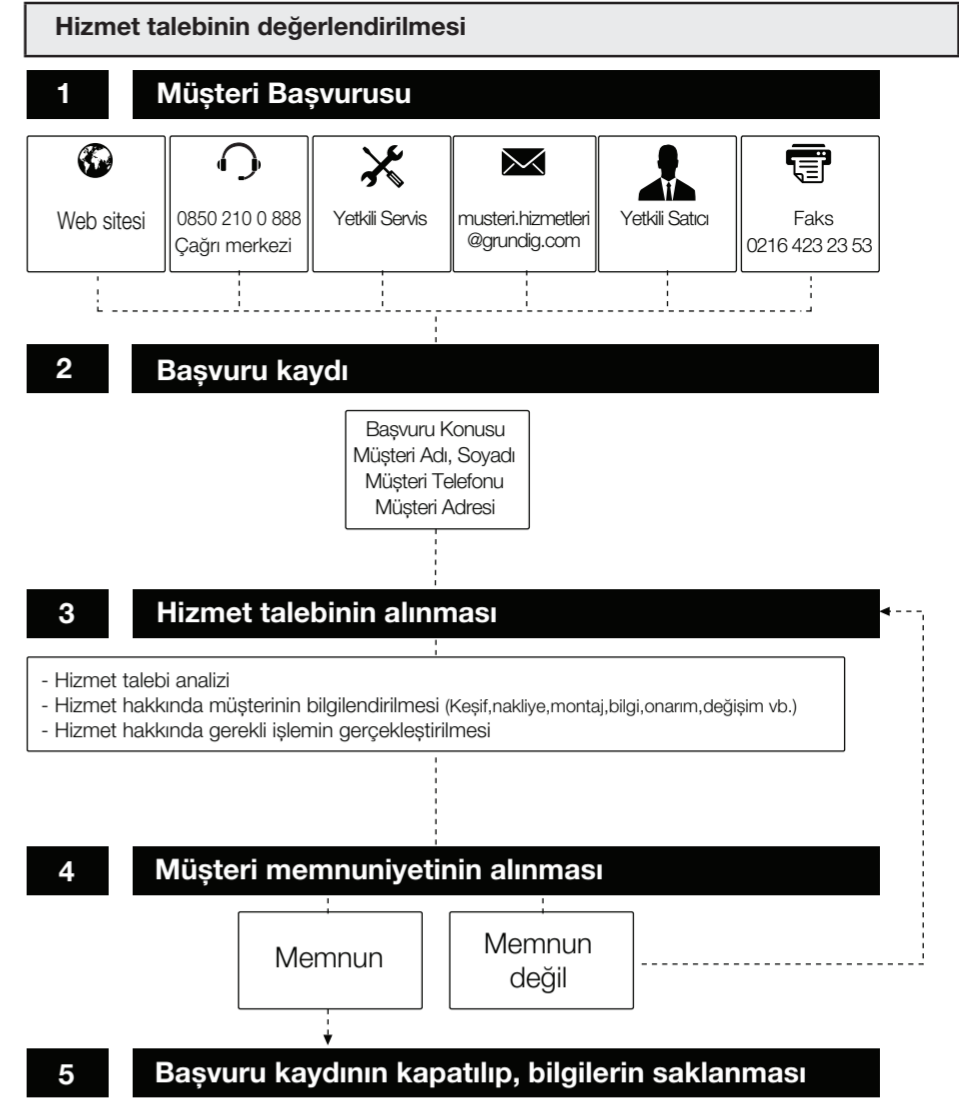 Hizmet talebinin değerlendirilmesi
1 Müşteri Başvurusu
Web sitesi
0850 210 0 888
Çağrı merkezi
Yetkili Servis
musteri.hizmetleri
@grundig.com
Yetkili Satıcı
Faks
0216 423 23 53
2 Başvuru kaydı
Başvuru Konusu
Müşteri Adı, Soyadı
Müşteri Telefonu
Müşteri Adresi
3 Hizmet talebinin alınması
- Hizmet talebi analizi
- Hizmet hakkında müşterinin bilgilendirilmesi (Keşif,nakliye,montaj,bilgi,onarım,değişim vb.)
- Hizmet hakkında gerekli işlemin gerçekleştirilmesi
4 Müşteri memnuniyetinin alınması
Memnun
Memnun
değil
5 Başvuru kaydının kapatılıp, bilgilerin saklanması